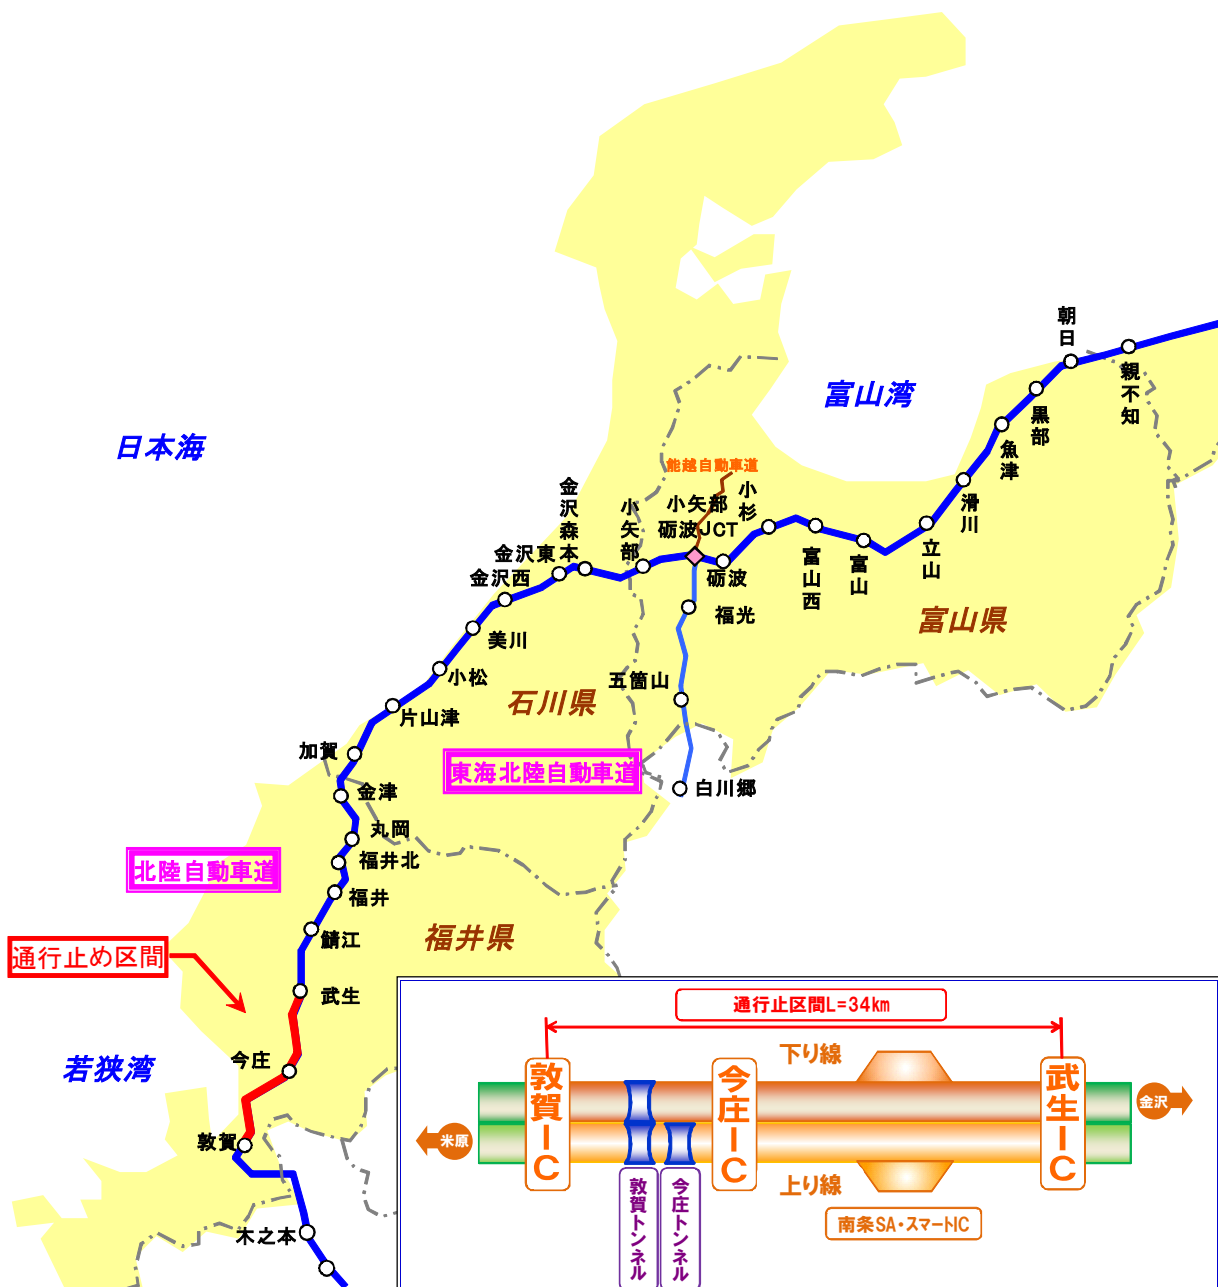 朝日
親不知
黒部
魚津
滑川
立山
富山
富山西
小杉
富山湾
日本海
能越自動車道
小矢部
砺波JCT
砺波
小矢部
金沢森本
金沢東
金沢西
美川
小松
片山津
加賀
金津
丸岡
福井北
福井
鯖江
武生
今庄
敦賀
木之本
福光
五箇山
白川郷
富山県
石川県
福井県
東海北陸自動車道
北陸自動車道
通行止め区間
若狭湾
通行止区間L=34km
下り線
敦賀IC
今庄IC
武生IC
米原
金沢
上り線
敦賀トンネル
今庄トンネル
南条SA・スマートIC